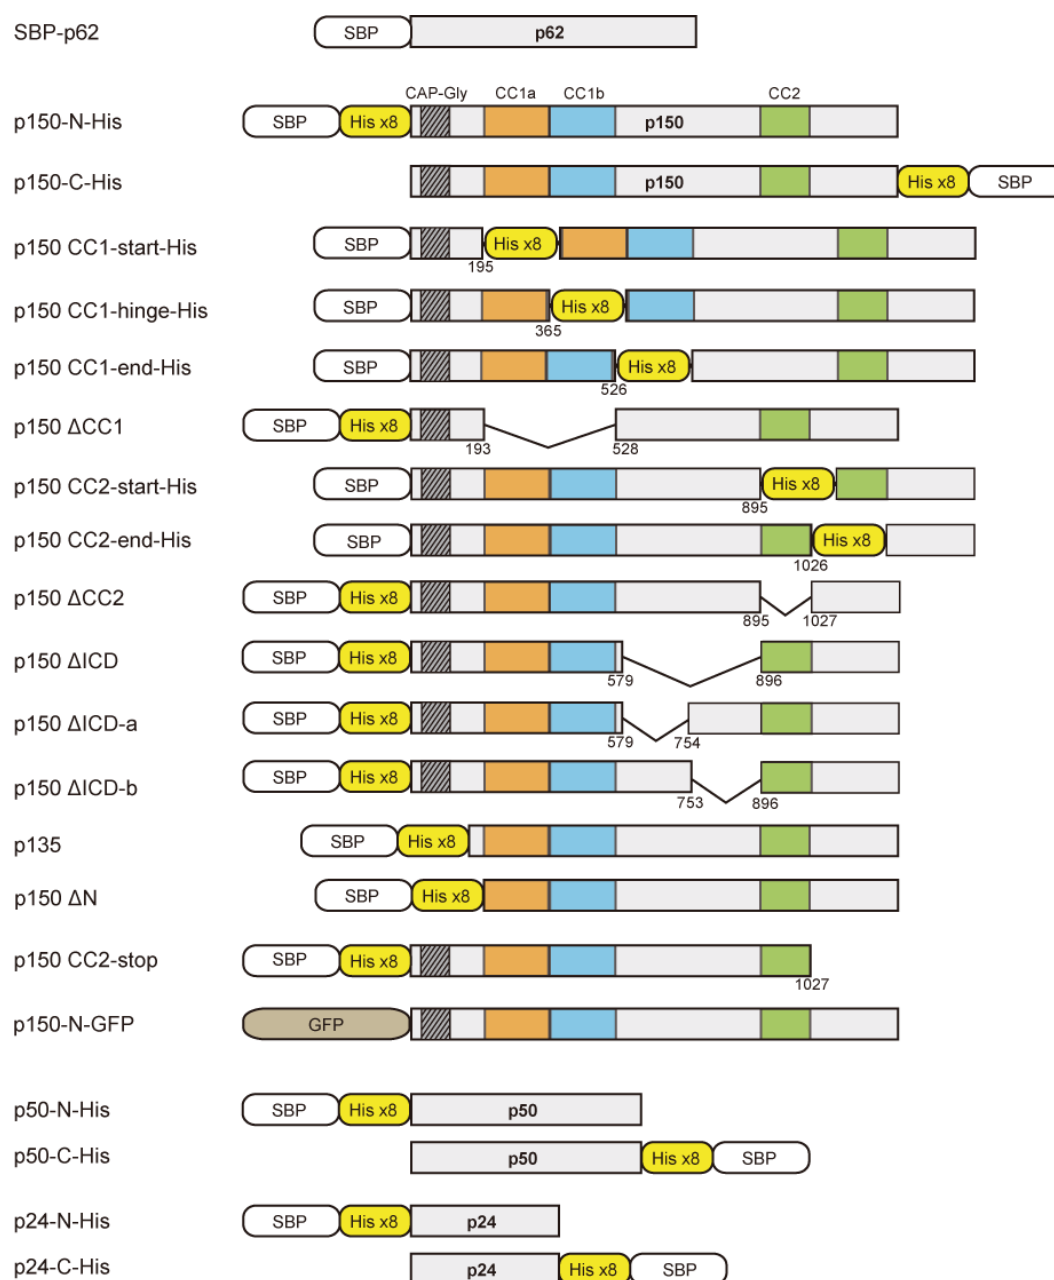 SBP-p62 SBP p62
CAP-Gly CC1a CC1b CC2
p150-N-His SBP His x8 p150
p150-C-His p150 His x8 SBP
p150 CC1-start-His SBP His x8
195
p150 CC1-hinge-His SBP His x8
365
p150 CC1-end-His SBP His x8
526
p150 ΔCC1 SBP His x8
193 528
p150 CC2-start-His SBP His x8
895
p150 CC2-end-His SBP His x8
1026
p150 ΔCC2 SBP His x8
895 1027
p150 ΔICD SBP His x8
579 896
p150 ΔICD-a SBP His x8
579 754
p150 ΔICD-b SBP His x8
753 896
p135 SBP His x8
p150 ΔN SBP His x8
p150 CC2-stop SBP His x8
1027
p150-N-GFP GFP
p50-N-His SBP His x8 p50
p50-C-His p50 His x8 SBP
p24-N-His SBP His x8 p24
p24-C-His p24 His x8 SBP